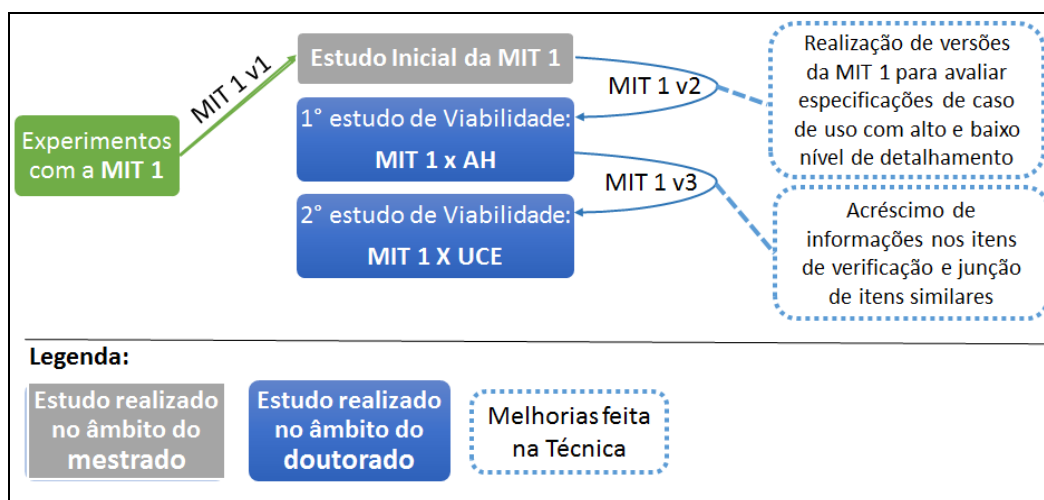 Experimentos
com a MIT 1
MIT 1 v1
Estudo Inicial da MIT 1
MIT 1 v2
1° estudo de Viabilidade:
MIT 1 x AH
MIT 1 v3
2° estudo de Viabilidade:
MIT 1 X UCE
Realização de versões
da MIT 1 para avaliar
especificações de caso
de uso com alto e baixo
nível de detalhamento
Acréscimo de
informações nos itens
de verificação e junção
de itens similares
Legenda:
Estudo realizado
no âmbito do
mestrado
Estudo realizado
no âmbito do
doutorado
Melhorias feita
na Técnica